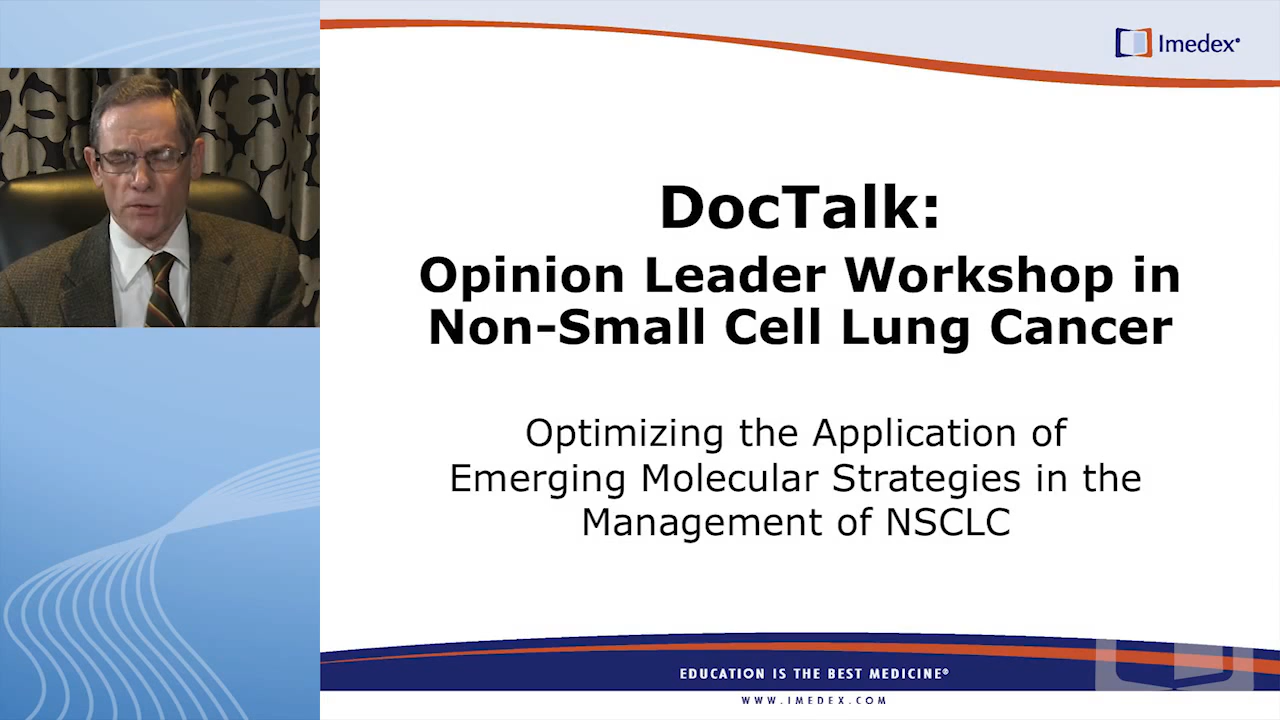 Imedex®
DocTalk:
Opinion Leader Workshop in
Non-Small Cell Lung Cancer
Optimizing the Application of
Emerging Molecular Strategies in the
Management of NSCLC
EDUCATION IS THE BEST MEDICINE®
WWW.IMEDEX.COM